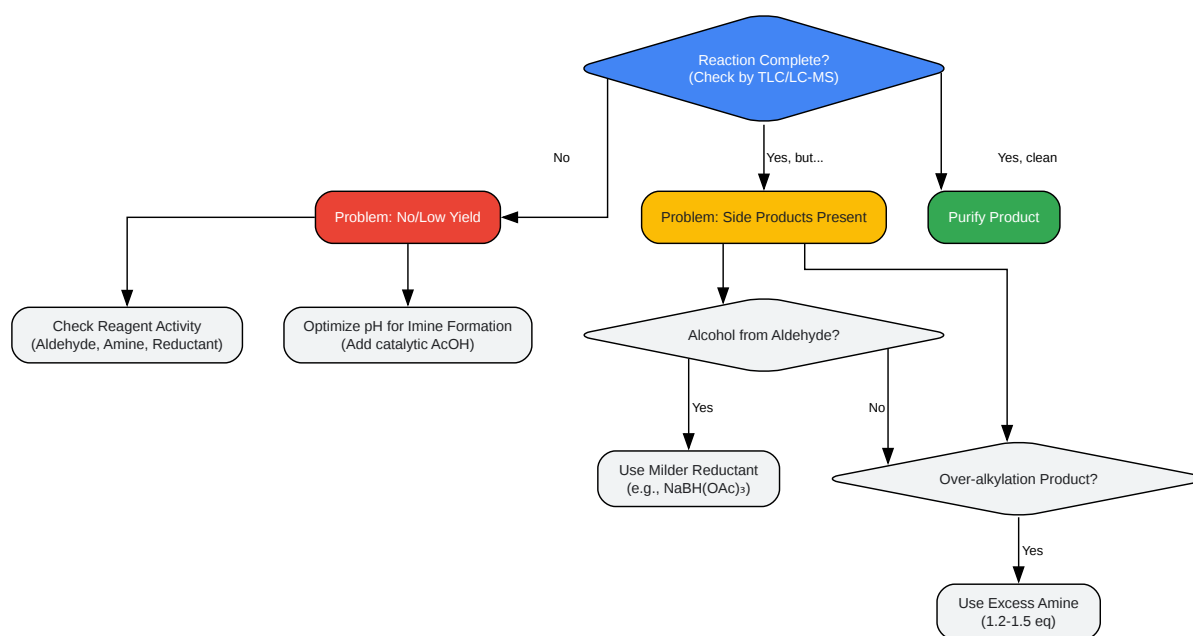 Reaction Complete?
(Check by TLC/LC-MS)
No
Yes, but...
Yes, clean
Problem: No/Low Yield
Problem: Side Products Present
Purify Product
Check Reagent Activity
(Aldehyde, Amine, Reductant)
Optimize pH for Imine Formation
(Add catalytic AcOH)
Alcohol from Aldehyde?
Yes
No
Use Milder Reductant
(e.g., NaBH(OAc)₃)
Over-alkylation Product?
Yes
Use Excess Amine
(1.2-1.5 eq)